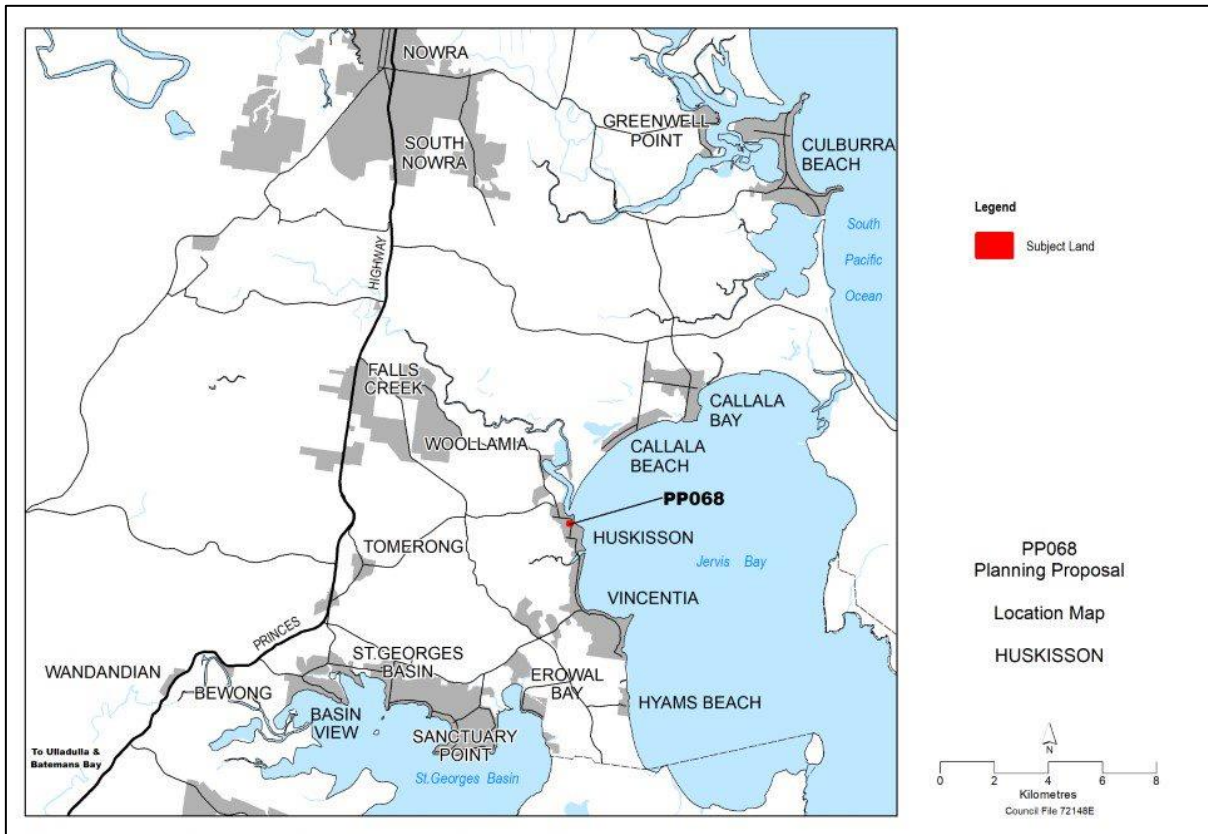 NOWRA
SOUTH
NOWRA
GREENWELL
POINT
CULBURRA
BEACH
South
Pacific
Ocean
HIGHWAY
FALLS
CREEK
WOOLLAMIA
CALLALA
BAY
CALLALA
BEACH
PP068
HUSKISSON
Jervis Bay
TOMERONG
VINCENTIA
PRINCES
WANDANDIAN
BEWONG
ST.GEORGES
BASIN
BASIN
VIEW
EROWAL
BAY
HYAMS BEACH
SANCTUARY
POINT
St.Georges Basin
To Ulladulla &
Batemans Bay
Legend
Subject Land
PP068
Planning Proposal
Location Map
HUSKISSON
N
0 2 4 6 8
Kilometres
Council File 72148E